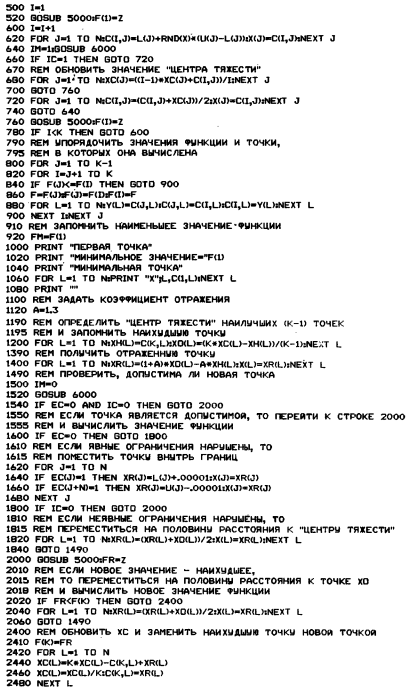 500 I=1
520 GOSUB 5000:F(I)=Z
600 I=I+1
620 FOR J=1 TO N:C(I,J)=L(J)+RND(X)*(U(J)-L(J)):X(J)=C(I,J):NEXT J
640 IM=1:GOSUB 6000
660 IF IC=1 THEN GOTO 720
670 REM ОБНОВИТЬ ЗНАЧЕНИЕ "ЦЕНТРА ТЯЖЕСТИ"
680 FOR J=1 TO N:XC(J)=((I-1)*XC(J)+C(I,J))/I:NEXT J
700 GOTO 760
720 FOR J=1 TO N:C(I,J)=(C(I,J)+XC(J))/2:X(J)=C(I,J):NEXT J
740 GOTO 640
760 GOSUB 5000:F(I)=Z
780 IF I<K THEN GOTO 600
790 REM УПОРЯДОЧИТЬ ЗНАЧЕНИЯ ФУНКЦИИ И ТОЧКИ,
795 REM В КОТОРЫХ ОНА ВЫЧИСЛЕНА
800 FOR J=1 TO K-1
820 FOR I=J+1 TO K
840 IF F(J)<=F(I) THEN GOTO 900
860 F=F(J):F(J)=F(I):F(I)=F
880 FOR L=1 TO N:Y(L)=C(J,L):C(J,L)=C(I,L):C(I,L)=Y(L):NEXT L
900 NEXT I:NEXT J
910 REM ЗАПОМНИТЬ НАИМЕНЬШЕЕ ЗНАЧЕНИЕ ФУНКЦИИ
920 FM=F(1)
1000 PRINT "ПЕРВАЯ ТОЧКА"
1020 PRINT "МИНИМАЛЬНОЕ ЗНАЧЕНИЕ="F(1)
1040 PRINT "МИНИМАЛЬНАЯ ТОЧКА"
1060 FOR L=1 TO N:PRINT "X";L,C(1,L):NEXT L
1080 PRINT ""
1100 REM ЗАДАТЬ КОЭФФИЦИЕНТ ОТРАЖЕНИЯ
1120 A=1.3
1190 REM ОПРЕДЕЛИТЬ "ЦЕНТР ТЯЖЕСТИ" НАИЛУЧШИХ (K-1) ТОЧЕК
1195 REM И ЗАПОМНИТЬ НАИХУДШУЮ ТОЧКУ
1200 FOR L=1 TO N:XH(L)=C(K,L):XO(L)=(K*XC(L)-XH(L))/(K-1):NEXT L
1390 REM ПОЛУЧИТЬ ОТРАЖЕННУЮ ТОЧКУ
1400 FOR L=1 TO N:XR(L)=(1+A)*XO(L)-A*XH(L):X(L)=XR(L):NEXT L
1490 REM ПРОВЕРИТЬ, ДОПУСТИМА ЛИ НОВАЯ ТОЧКА
1500 IM=0
1520 GOSUB 6000
1540 IF EC=0 AND IC=0 THEN GOTO 2000
1550 REM ЕСЛИ ТОЧКА ЯВЛЯЕТСЯ ДОПУСТИМОЙ, ТО ПЕРЕЙТИ К СТРОКЕ 2000
1555 REM И ВЫЧИСЛИТЬ ЗНАЧЕНИЕ ФУНКЦИИ
1600 IF EC=0 THEN GOTO 1800
1610 REM ЕСЛИ ЯВНЫЕ ОГРАНИЧЕНИЯ НАРУШЕНЫ, ТО
1615 REM ПОМЕСТИТЬ ТОЧКУ ВНУТРЬ ГРАНИЦ
1620 FOR J=1 TO N
1640 IF EC(J)=1 THEN XR(J)=L(J)+.00001:X(J)=XR(J)
1660 IF EC(J+N)=1 THEN XR(J)=U(J)-.00001:X(J)=XR(J)
1680 NEXT J
1800 IF IC=0 THEN GOTO 2000
1810 REM ЕСЛИ НЕЯВНЫЕ ОГРАНИЧЕНИЯ НАРУШЕНЫ, ТО
1815 REM ПЕРЕМЕСТИТЬСЯ НА ПОЛОВИНУ РАССТОЯНИЯ К "ЦЕНТРУ ТЯЖЕСТИ"
1820 FOR L=1 TO N:XR(L)=(XR(L)+XO(L))/2:X(L)=XR(L):NEXT L
1840 GOTO 1490
2000 GOSUB 5000:FR=Z
2010 REM ЕСЛИ НОВОЕ ЗНАЧЕНИЕ - НАИХУДШЕЕ,
2015 REM ТО ПЕРЕМЕСТИТЬСЯ НА ПОЛОВИНУ РАССТОЯНИЯ К ТОЧКЕ XO
2018 REM И ВЫЧИСЛИТЬ НОВОЕ ЗНАЧЕНИЕ ФУНКЦИИ
2020 IF FR<F(K) THEN GOTO 2400
2040 FOR L=1 TO N:XR(L)=(XR(L)+XO(L))/2:X(L)=XR(L):NEXT L
2060 GOTO 1490
2400 REM ОБНОВИТЬ XC И ЗАМЕНИТЬ НАИХУДШУЮ ТОЧКУ НОВОЙ ТОЧКОЙ
2410 F(K)=FR
2420 FOR L=1 TO N
2440 XC(L)=K*XC(L)-C(K,L)+XR(L)
2460 XC(L)=XC(L)/K:C(K,L)=XR(L)
2480 NEXT L